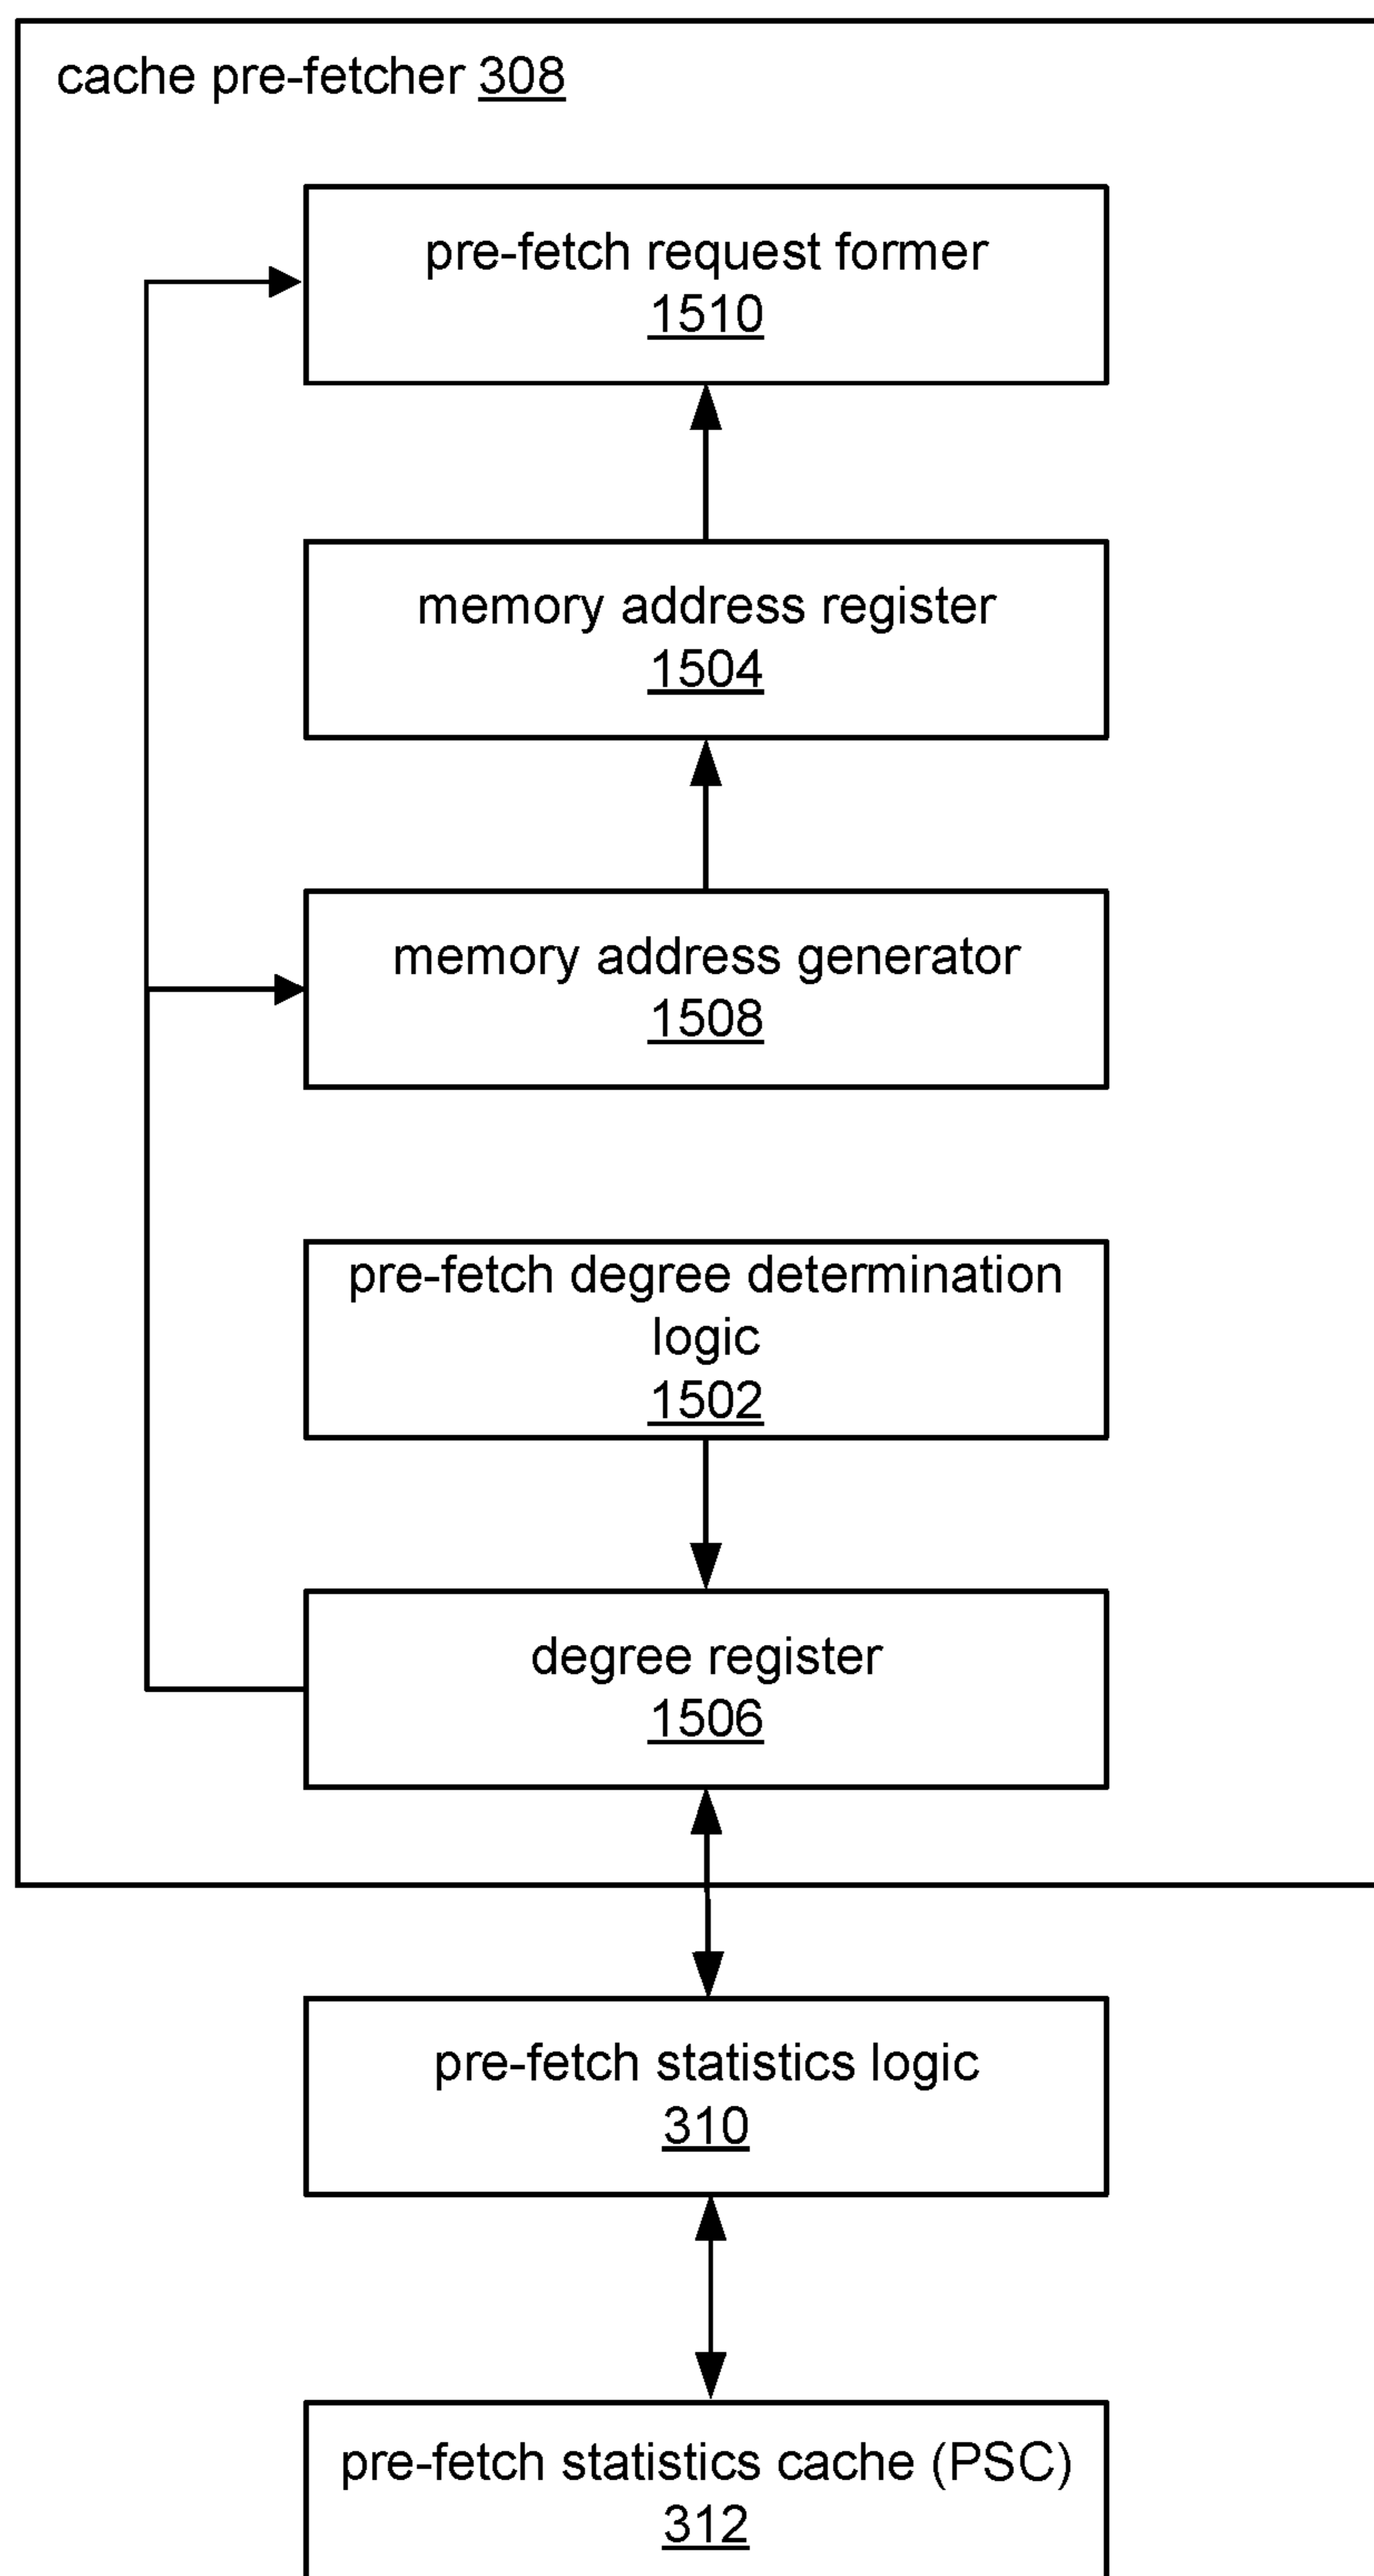 cache pre-fetcher 308
pre-fetch request former
1510
memory address register
1504
memory address generator
1508
pre-fetch degree determination
logic
1502
degree register
1506
pre-fetch statistics logic
310
pre-fetch statistics cache (PSC)
312